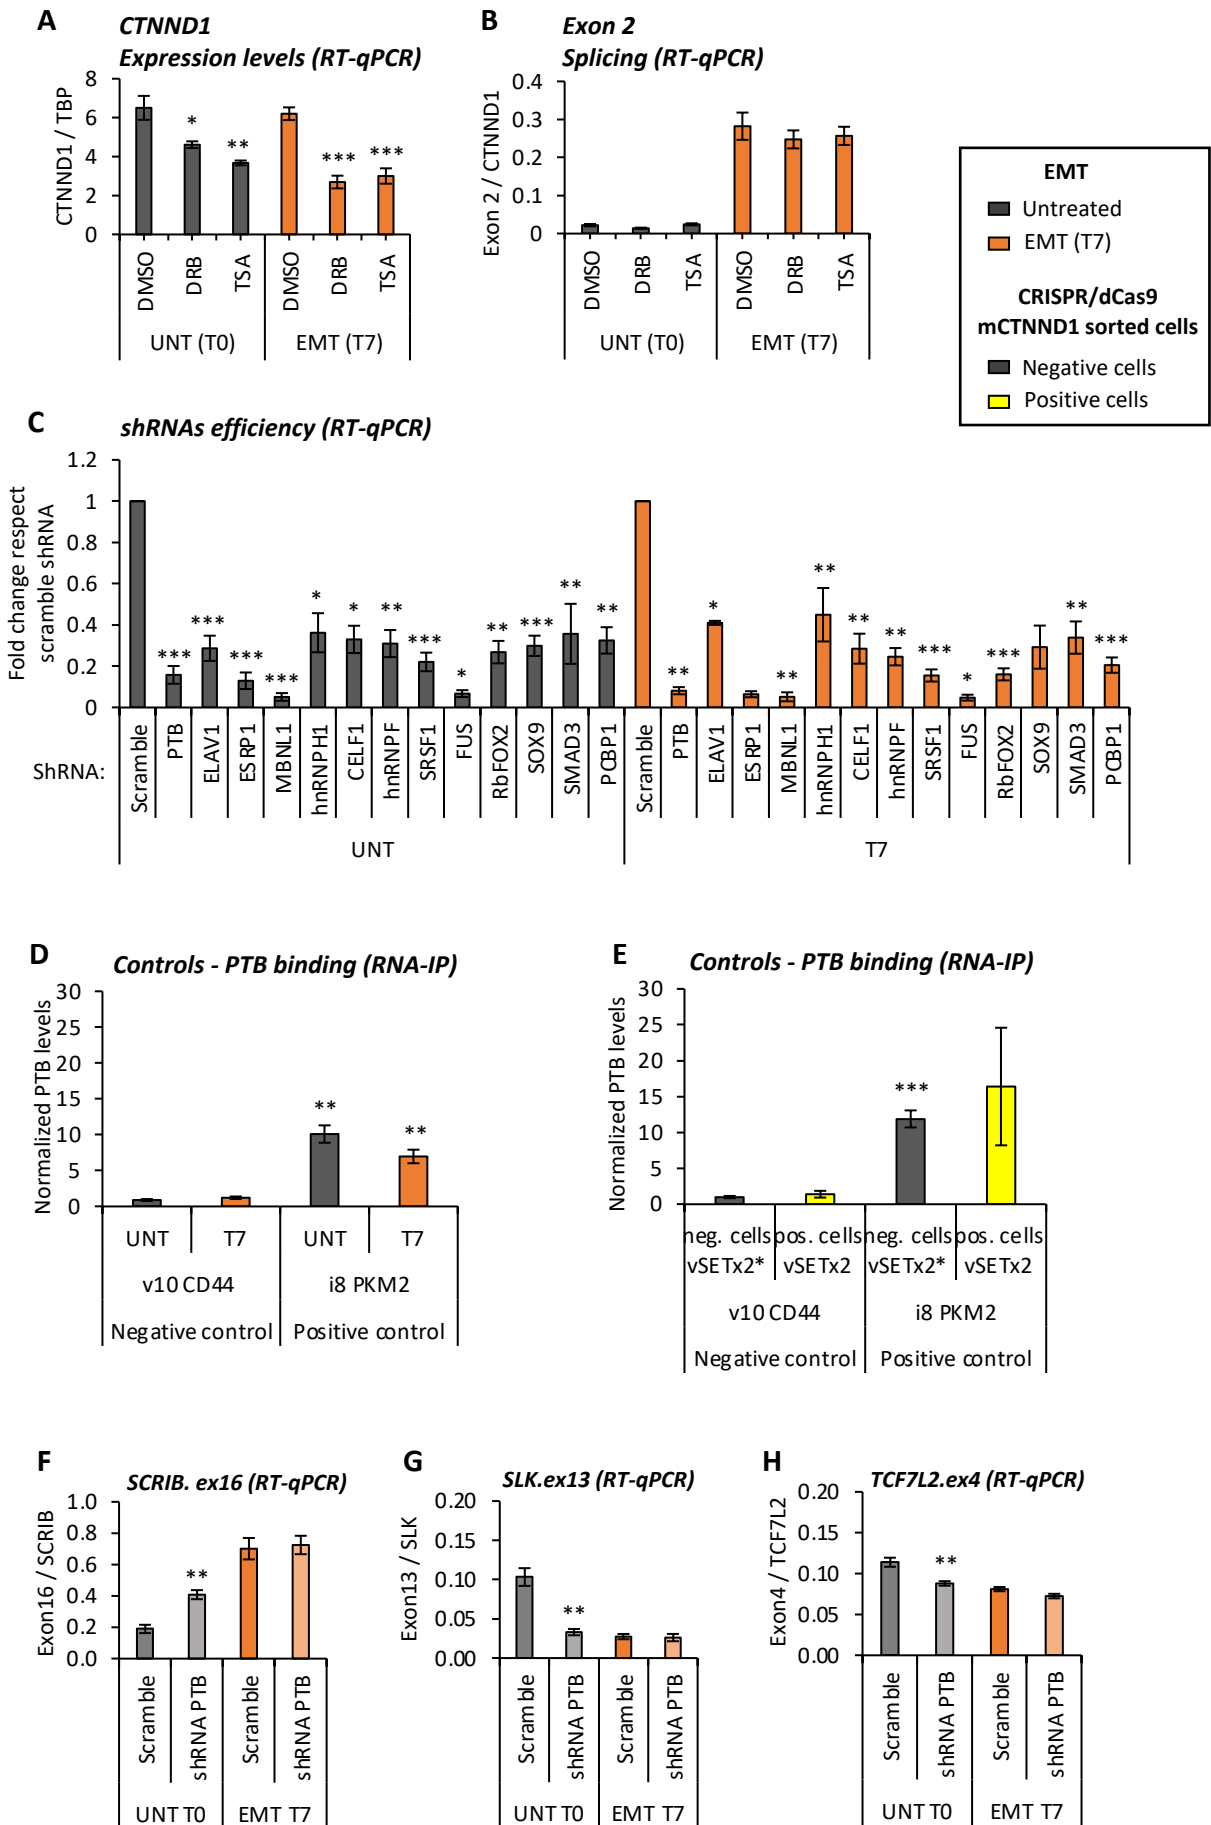 A
CTNND1
Expression levels (RT-qPCR)
CTNND1 / TBP
8
6
4
2
0
*
**
***
***
DMSO
DRB
TSA
DMSO
DRB
TSA
UNT (T0)
EMT (T7)
B
Exon 2
Splicing (RT-qPCR)
Exon 2 / CTNND1
0.4
0.3
0.2
0.1
0
DMSO
DRB
TSA
DMSO
DRB
TSA
UNT (T0)
EMT (T7)
EMT
Untreated
EMT (T7)
CRISPR/dCas9
mCTNND1 sorted cells
Negative cells
Positive cells
C
shRNAs efficiency (RT-qPCR)
Fold change respect
scramble shRNA
1.2
1
0.8
0.6
0.4
0.2
0
***
***
***
***
*
*
**
***
*
**
***
**
**
**
*
**
**
**
**
***
*
***
**
***
ShRNA:
Scramble
PTB
ELAV1
ESRP1
MBNL1
hnRNPH1
CELF1
hnRNPF
SRSF1
FUS
RbFOX2
SOX9
SMAD3
PCBP1
Scramble
PTB
ELAV1
ESRP1
MBNL1
hnRNPH1
CELF1
hnRNPF
SRSF1
FUS
RbFOX2
SOX9
SMAD3
PCBP1
UNT
T7
D
Controls - PTB binding (RNA-IP)
Normalized PTB levels
30
25
20
15
10
5
0
**
**
UNT
T7
UNT
T7
v10 CD44
i8 PKM2
Negative control
Positive control
E
Controls - PTB binding (RNA-IP)
Normalized PTB levels
30
25
20
15
10
5
0
***
neg. cells
vSETx2*
pos. cells
vSETx2
neg. cells
vSETx2*
pos. cells
vSETx2
v10 CD44
i8 PKM2
Negative control
Positive control
F
SCRIB. ex16 (RT-qPCR)
Exon16 / SCRIB
1.0
0.8
0.6
0.4
0.2
0.0
**
Scramble
shRNA PTB
Scramble
shRNA PTB
UNT T0
EMT T7
G
SLK.ex13 (RT-qPCR)
Exon13 / SLK
0.20
0.15
0.10
0.05
0.00
**
Scramble
shRNA PTB
Scramble
shRNA PTB
UNT T0
EMT T7
H
TCF7L2.ex4 (RT-qPCR)
Exon4 / TCF7L2
0.20
0.15
0.10
0.05
0.00
**
Scramble
shRNA PTB
Scramble
shRNA PTB
UNT T0
EMT T7